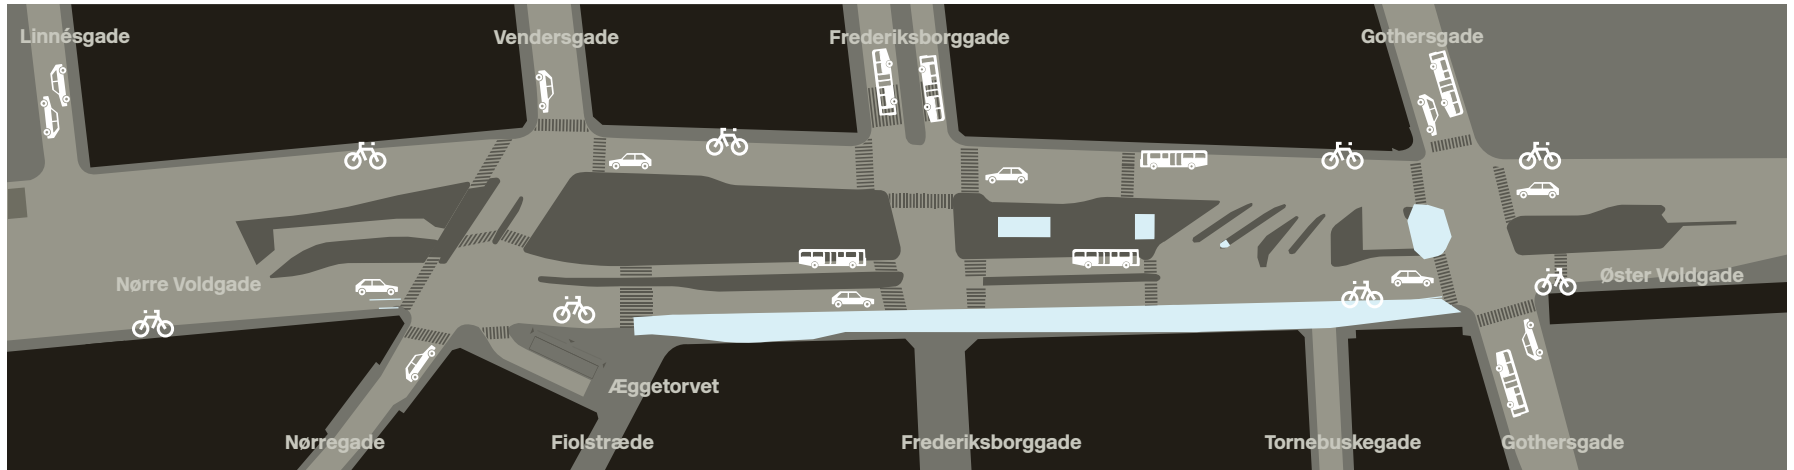 Linnésgade
Vendersgade
Frederiksborggade
Gothersgade
Nørre Voldgade
Øster Voldgade
Æggetorvet
Nørregade
Fiolstræde
Frederiksborggade
Tornebuskegade
Gothersgade